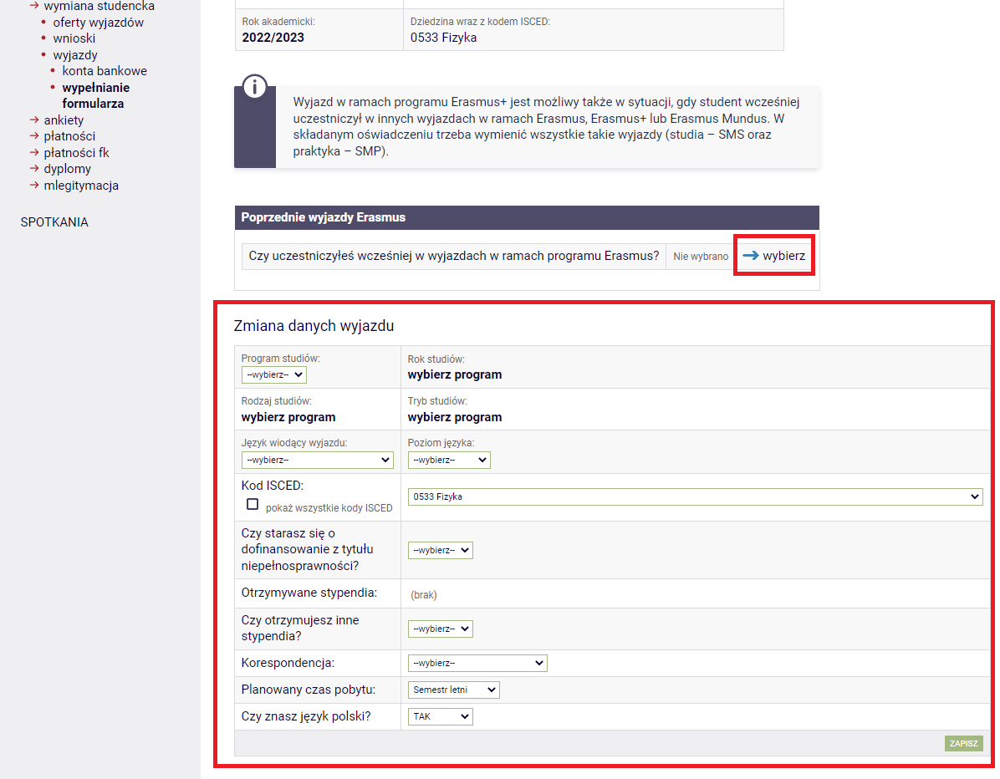 wymiana studencka
oferty wyjazdów
wnioski
wyjazdy
konta bankowe
wypełnianie
formularza
ankiety
płatności
płatności fk
dyplomy
mlegitymacja
SPOTKANIA
Rok akademicki:
2022/2023
Dziedzina wraz z kodem ISCED:
0533 Fizyka
Wyjazd w ramach programu Erasmus+ jest możliwy także w sytuacji, gdy student wcześniej
uczestniczył w innych wyjazdach w ramach Erasmus, Erasmus+ lub Erasmus Mundus. W
składanym oświadczeniu trzeba wymienić wszystkie takie wyjazdy (studia – SMS oraz
praktyka – SMP).
Poprzednie wyjazdy Erasmus
Czy uczestniczyłeś wcześniej w wyjazdach w ramach programu Erasmus? Nie wybrano wybierz
Zmiana danych wyjazdu
Program studiów:
--wybierz--
Rok studiów:
wybierz program
Rodzaj studiów:
wybierz program
Tryb studiów:
wybierz program
Język wiodący wyjazdu:
--wybierz--
Poziom języka:
--wybierz--
Kod ISCED:
pokaż wszystkie kody ISCED
0533 Fizyka
Czy starasz się o
dofinansowanie z tytułu
niepełnosprawności?
--wybierz--
Otrzymywane stypendia:
(brak)
Czy otrzymujesz inne
stypendia?
--wybierz--
Korespondencja:
--wybierz--
Planowany czas pobytu:
Semestr letni
Czy znasz język polski?
TAK
ZAPISZ